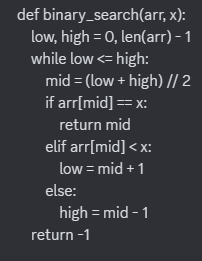 def binary_search(arr, x):
    low, high = 0, len(arr) - 1
    while low <= high:
        mid = (low + high) // 2
        if arr[mid] == x:
            return mid
        elif arr[mid] < x:
            low = mid + 1
        else:
            high = mid - 1
    return -1